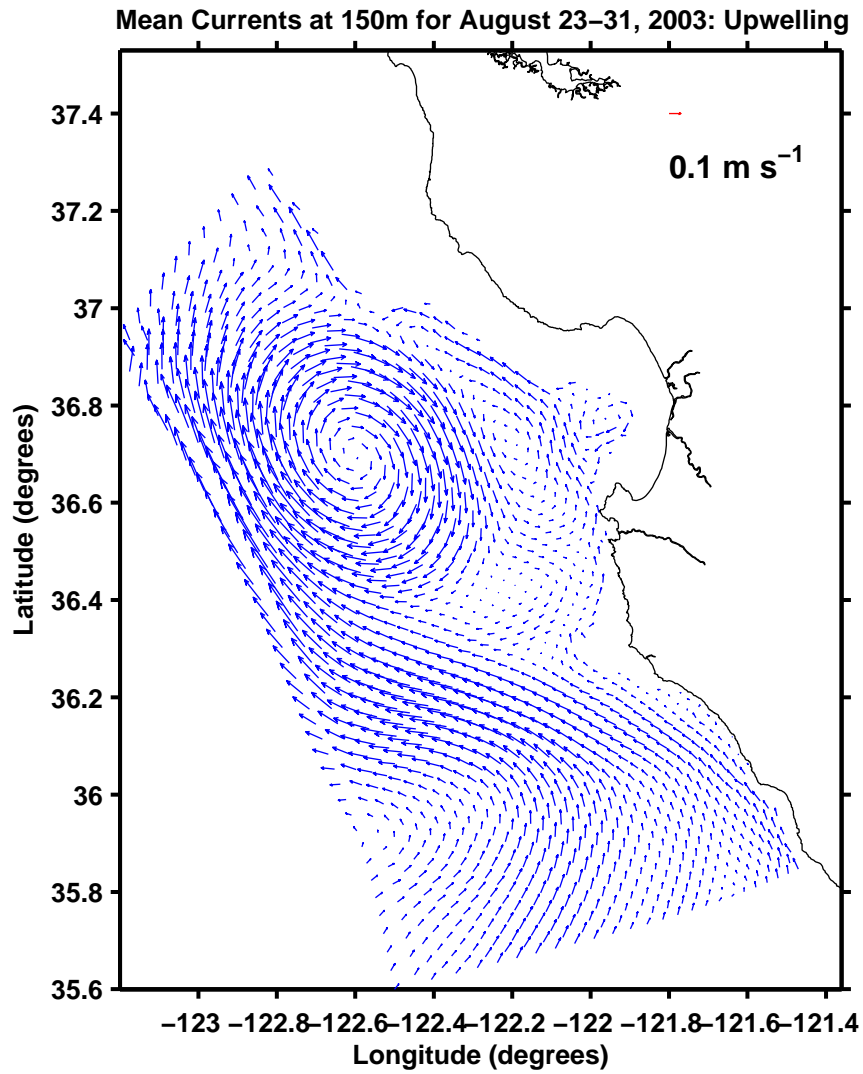 Mean Currents at 150m for August 23−31, 2003: Upwelling
37.4
0.1 m s−1
37.2
37
36.8
36.6
36.4
36.2
36
35.8
35.6
Latitude (degrees)
−123 −122.8 −122.6 −122.4 −122.2 −122 −121.8 −121.6 −121.4
Longitude (degrees)